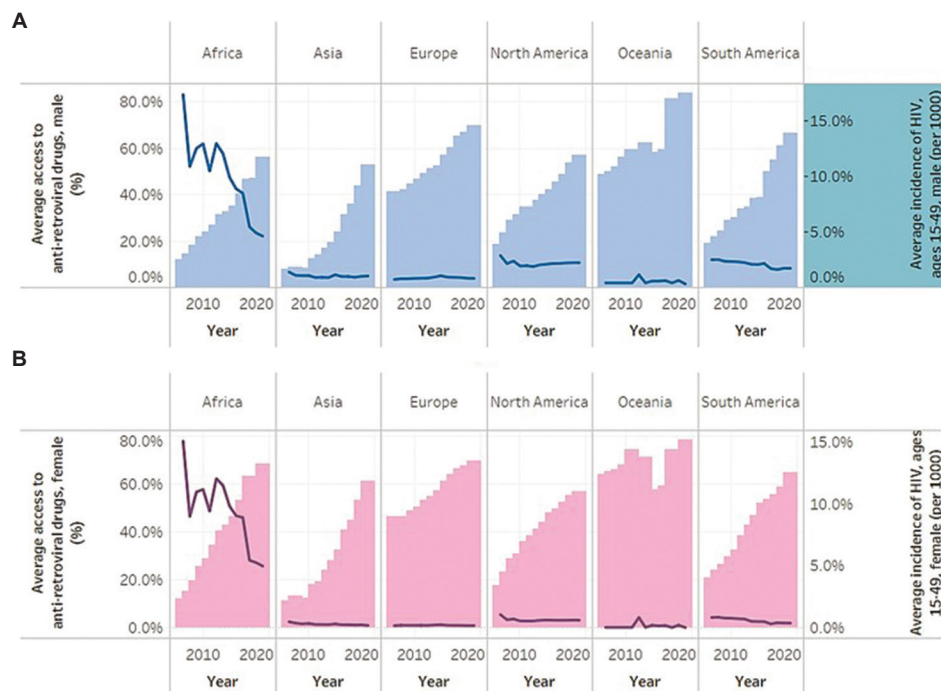 A
Africa Asia Europe North America Oceania South America
Average access to
anti-retroviral drugs, male
(%)
80.0%
60.0%
40.0%
20.0%
0.0%
15.0%
10.0%
5.0%
0.0%
Average incidence of HIV,
ages 15-49, male (per 1000)
2010 2020 2010 2020 2010 2020 2010 2020 2010 2020 2010 2020
Year Year Year Year Year Year
B
Africa Asia Europe North America Oceania South America
Average access to
anti-retroviral drugs, female
(%)
80.0%
60.0%
40.0%
20.0%
0.0%
15.0%
10.0%
5.0%
0.0%
Average incidence of HIV, ages
15-49, female (per 1000)
2010 2020 2010 2020 2010 2020 2010 2020 2010 2020 2010 2020
Year Year Year Year Year Year